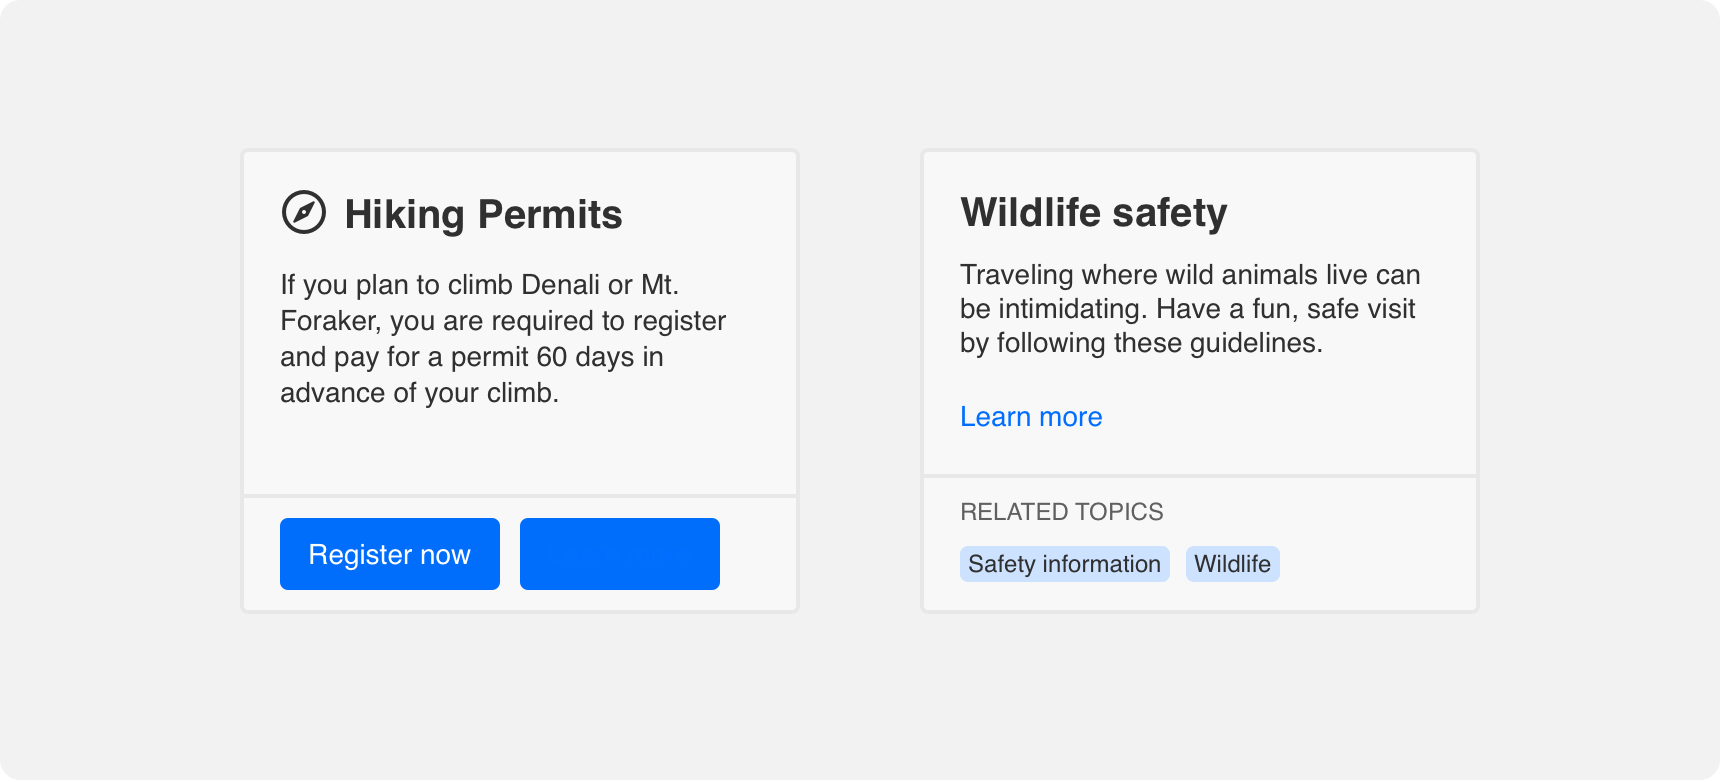 Hiking Permits
If you plan to climb Denali or Mt.
Foraker, you are required to register
and pay for a permit 60 days in
advance of your climb.
Register now
Wildlife safety
Traveling where wild animals live can
be intimidating. Have a fun, safe visit
by following these guidelines.
Learn more
RELATED TOPICS
Safety information
Wildlife